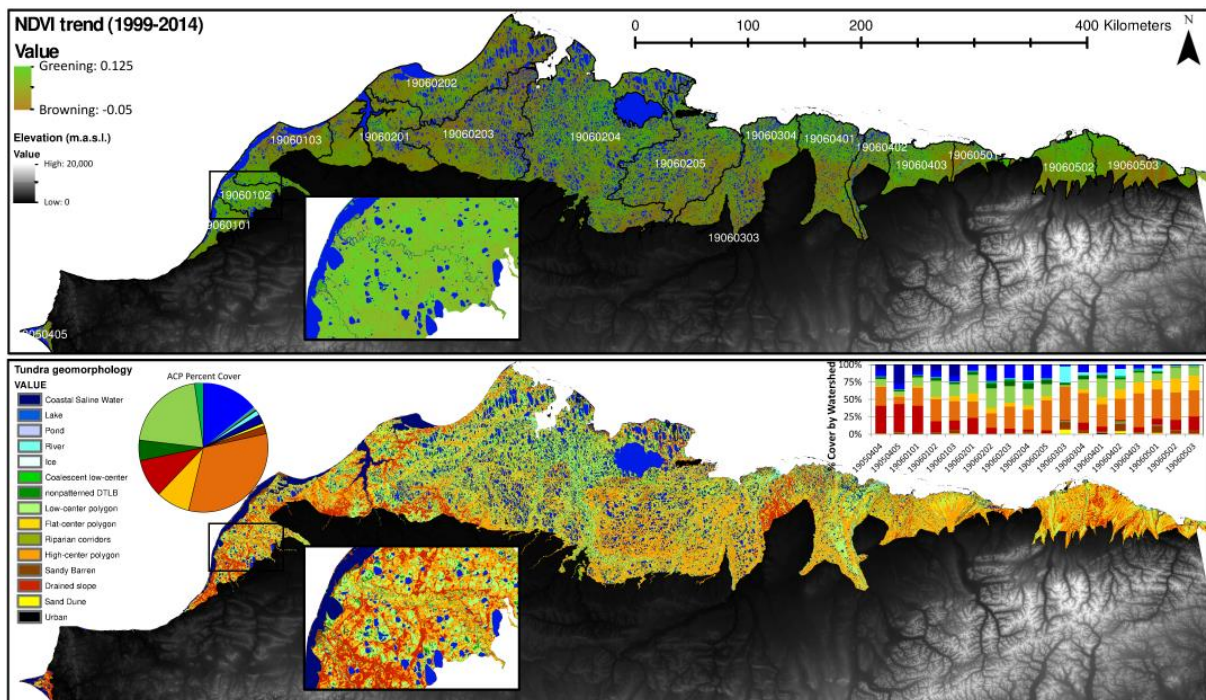 NDVI trend (1999-2014)
Value
Greening: 0.125
Browning: -0.05
Elevation (m.a.s.l.)
Value
High: 20,000
Low: 0
0 100 200 300 400 Kilometers
N
19060202
19060103
19060201
19060203
19060204
19060205
19060304
19060401
19060402
19060403
19060501
19060502
19060503
19060102
19060101
19060303
19050405
Tundra geomorphology
VALUE
Coastal Saline Water
Lake
Pond
River
Ice
Coalescent low-center
nonpatterned DTLB
Low-center polygon
Flat-center polygon
Riparian corridors
High-center polygon
Sandy Barren
Drained slope
Sand Dune
Urban
ACP Percent Cover
% Cover by Watershed
100%
75%
50%
25%
0%
19050404
19050405
19060101
19060102
19060103
19060201
19060202
19060203
19060204
19060205
19060303
19060304
19060401
19060402
19060403
19060501
19060502
19060503